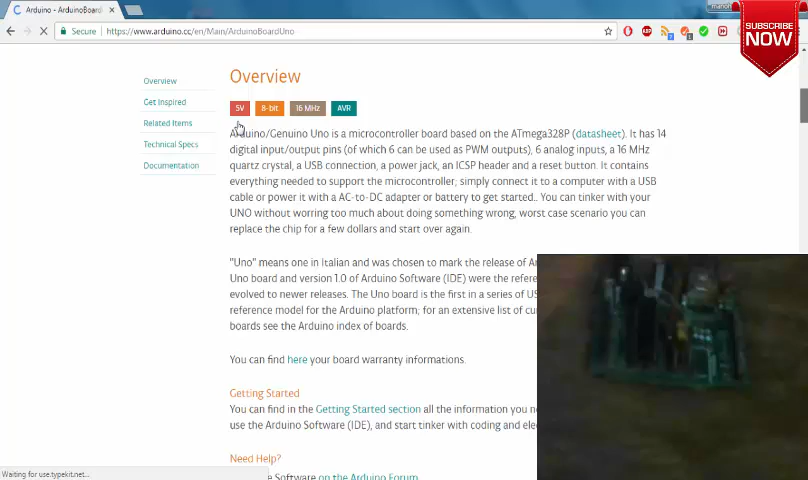 Arduino - ArduinoBoard
Secure
https://www.arduino.cc/en/Main/ArduinoBoardUno
SUBSCRIBE
NOW
Overview
Get Inspired
Related Items
Technical Specs
Documentation
Overview
5V
8-bit
16 MHz
AVR
Arduino/Genuino Uno is a microcontroller board based on the ATmega328P (datasheet). It has 14
digital input/output pins (of which 6 can be used as PWM outputs), 6 analog inputs, a 16 MHz
quartz crystal, a USB connection, a power jack, an ICSP header and a reset button. It contains
everything needed to support the microcontroller; simply connect it to a computer with a USB
cable or power it with a AC-to-DC adapter or battery to get started.. You can tinker with your
UNO without worring too much about doing something wrong, worst case scenario you can
replace the chip for a few dollars and start over again.
"Uno" means one in Italian and was chosen to mark the release of
Uno board and version 1.0 of Arduino Software (IDE) were the
evolved to newer releases. The Uno board is the first in a series of
reference model for the Arduino platform; for an extensive list of
boards see the Arduino index of boards.
You can find here your board warranty informations.
Getting Started
You can find in the Getting Started section all the information you
use the Arduino Software (IDE), and start tinker with coding and
Need Help?
Software on the Arduino Forum
Waiting for use.typekit.net...